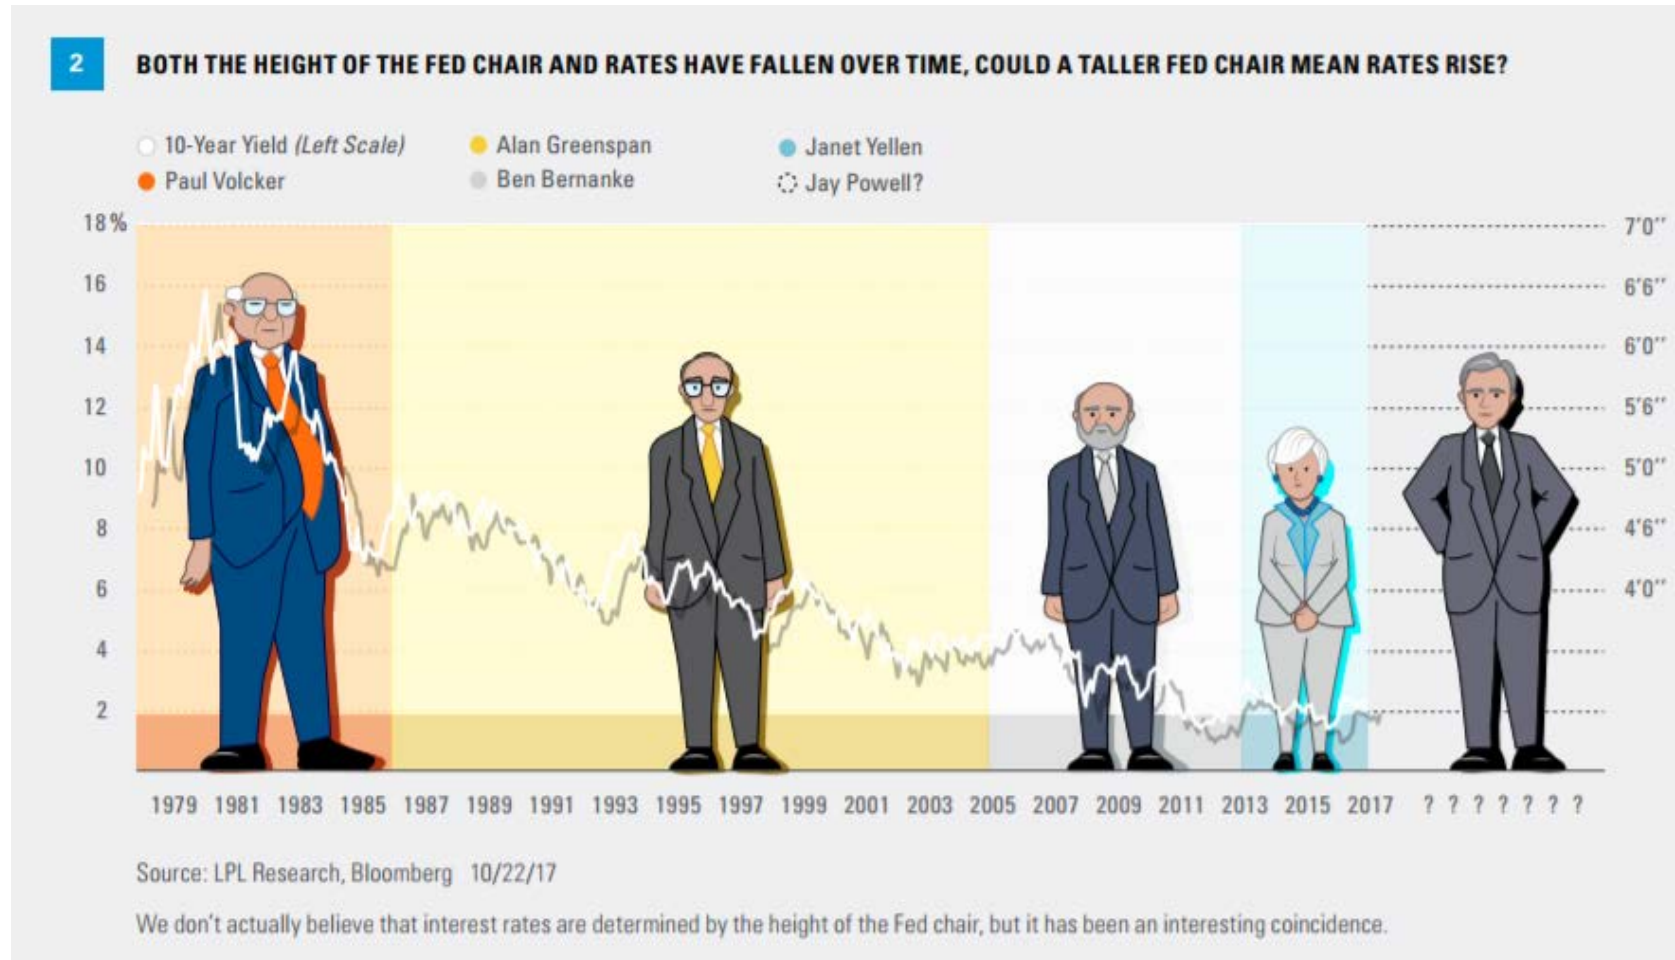 2
BOTH THE HEIGHT OF THE FED CHAIR AND RATES HAVE FALLEN OVER TIME, COULD A TALLER FED CHAIR MEAN RATES RISE?
10-Year Yield (Left Scale)
Alan Greenspan
Janet Yellen
Paul Volcker
Ben Bernanke
Jay Powell?
18%
16
14
12
10
8
6
4
2
7'0''
6'6''
6'0''
5'6''
5'0''
4'6''
4'0''
1979 1981 1983 1985 1987 1989 1991 1993 1995 1997 1999 2001 2003 2005 2007 2009 2011 2013 2015 2017 ? ? ? ? ? ? ?
Source: LPL Research, Bloomberg 10/22/17
We don't actually believe that interest rates are determined by the height of the Fed chair, but it has been an interesting coincidence.